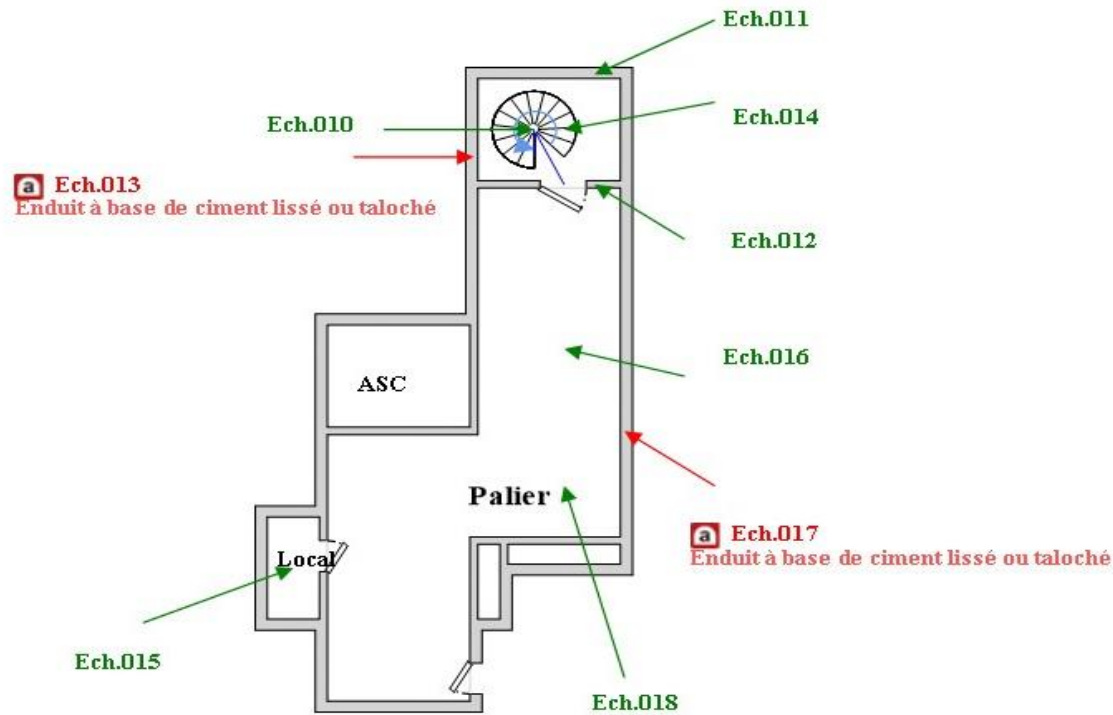 Ech.011
Ech.014
Ech.010
a Ech.013
Enduit à base de ciment lissé ou taloché
Ech.012
Ech.016
ASC
Palier
a Ech.017
Enduit à base de ciment lissé ou taloché
Local
Ech.015
Ech.018